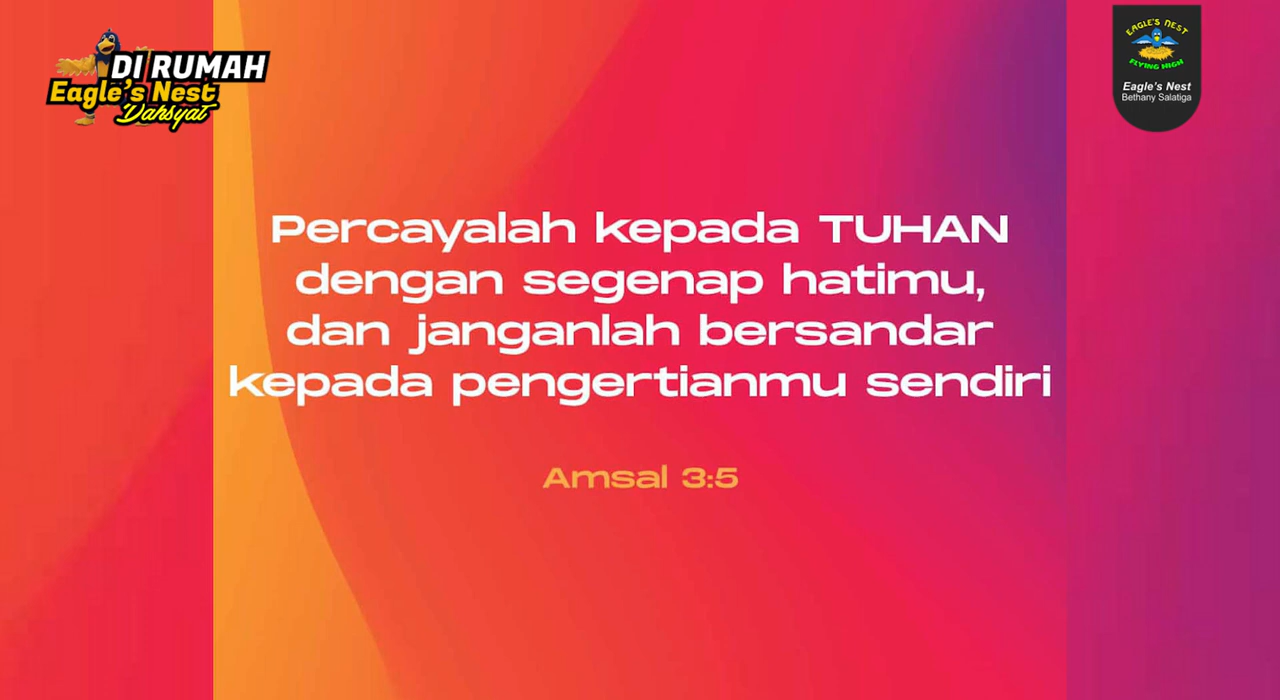 DI RUMAH
Eagle's Nest
Dahsyat
EAGLE'S NEST
FLYING HIGH
Eagle's Nest
Bethany Salatiga
Percayalah kepada TUHAN
dengan segenap hatimu,
dan janganlah bersandar
kepada pengertianmu sendiri
Amsal 3:5